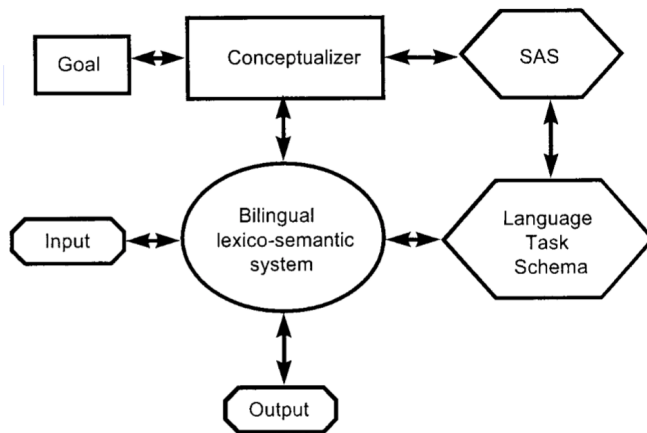 Goal
Conceptualizer
SAS
Input
Bilingual
lexico-semantic
system
Language
Task
Schema
Output